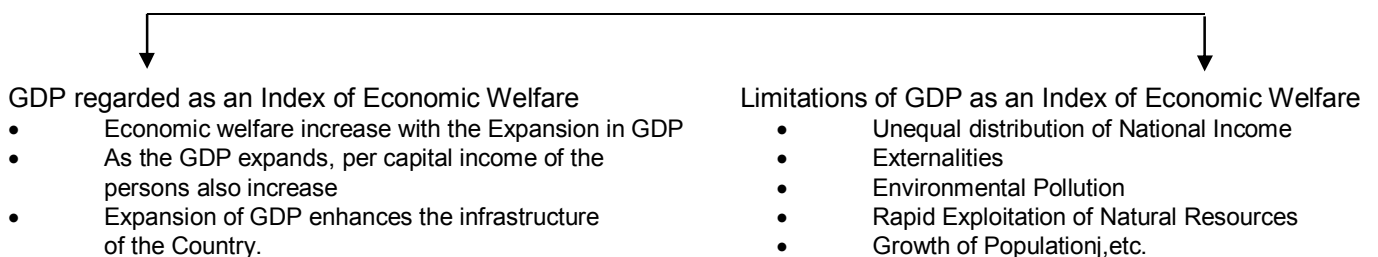 GDP regarded as an Index of Economic Welfare
• Economic welfare increase with the Expansion in GDP
• As the GDP expands, per capital income of the
persons also increase
• Expansion of GDP enhances the infrastructure
of the Country.
Limitations of GDP as an Index of Economic Welfare
• Unequal distribution of National Income
• Externalities
• Environmental Pollution
• Rapid Exploitation of Natural Resources
• Growth of Populationj,etc.